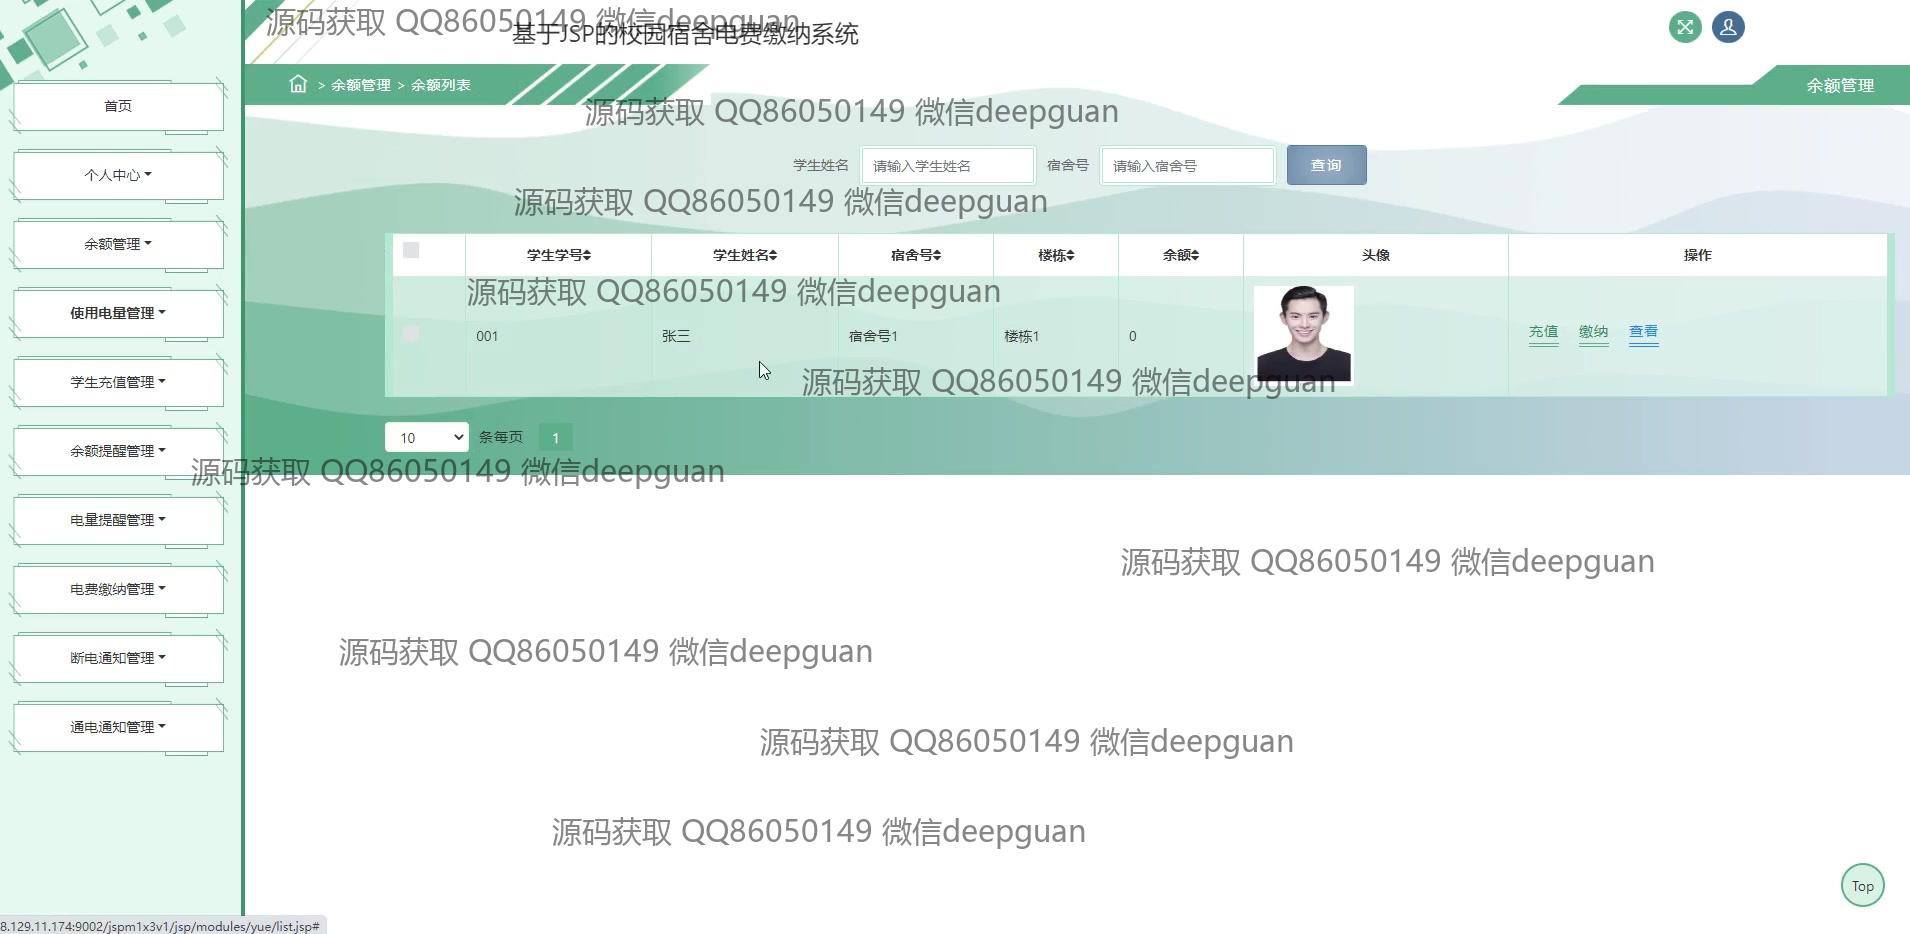 源码获取 QQ86050149 微信deepguan
基于JSP的校园宿舍电费缴纳系统
> 余额管理 > 余额列表
余额管理
首页
个人中心
余额管理
使用电量管理
学生充值管理
余额提醒管理
电量提醒管理
电费缴纳管理
断电通知管理
通电通知管理
源码获取 QQ86050149 微信deepguan
学生姓名 请输入学生姓名 宿舍号 请输入宿舍号 查询
源码获取 QQ86050149 微信deepguan
学生学号 学生姓名 宿舍号 楼栋 余额 头像 操作
源码获取 QQ86050149 微信deepguan
001 张三 宿舍号1 楼栋1 0 充值 缴纳 查看
源码获取 QQ86050149 微信deepguan
10 条每页 1
源码获取 QQ86050149 微信deepguan
源码获取 QQ86050149 微信deepguan
源码获取 QQ86050149 微信deepguan
源码获取 QQ86050149 微信deepguan
源码获取 QQ86050149 微信deepguan
Top
8.129.11.174:9002/jspm1x3v1/jsp/modules/yue/list.jsp#